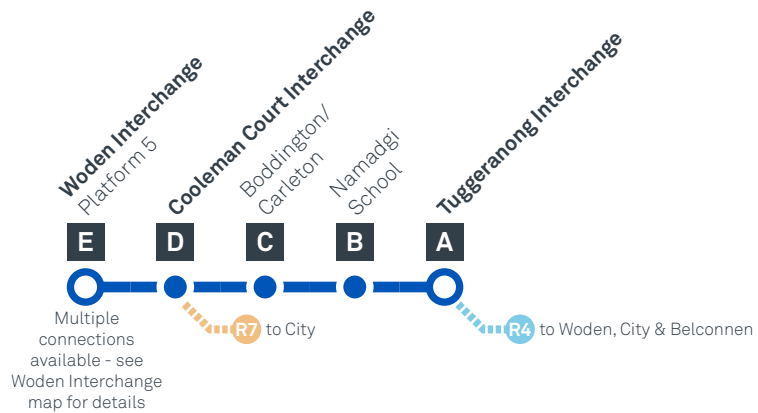 Woden Interchange
Platform 5
Cooleman Court Interchange
Boddington/
Carleton
Namadgi
School
Tuggeranong Interchange
E
D
C
B
A
Multiple
connections
available - see
Woden Interchange
map for details
R7 to City
R4 to Woden, City & Belconnen